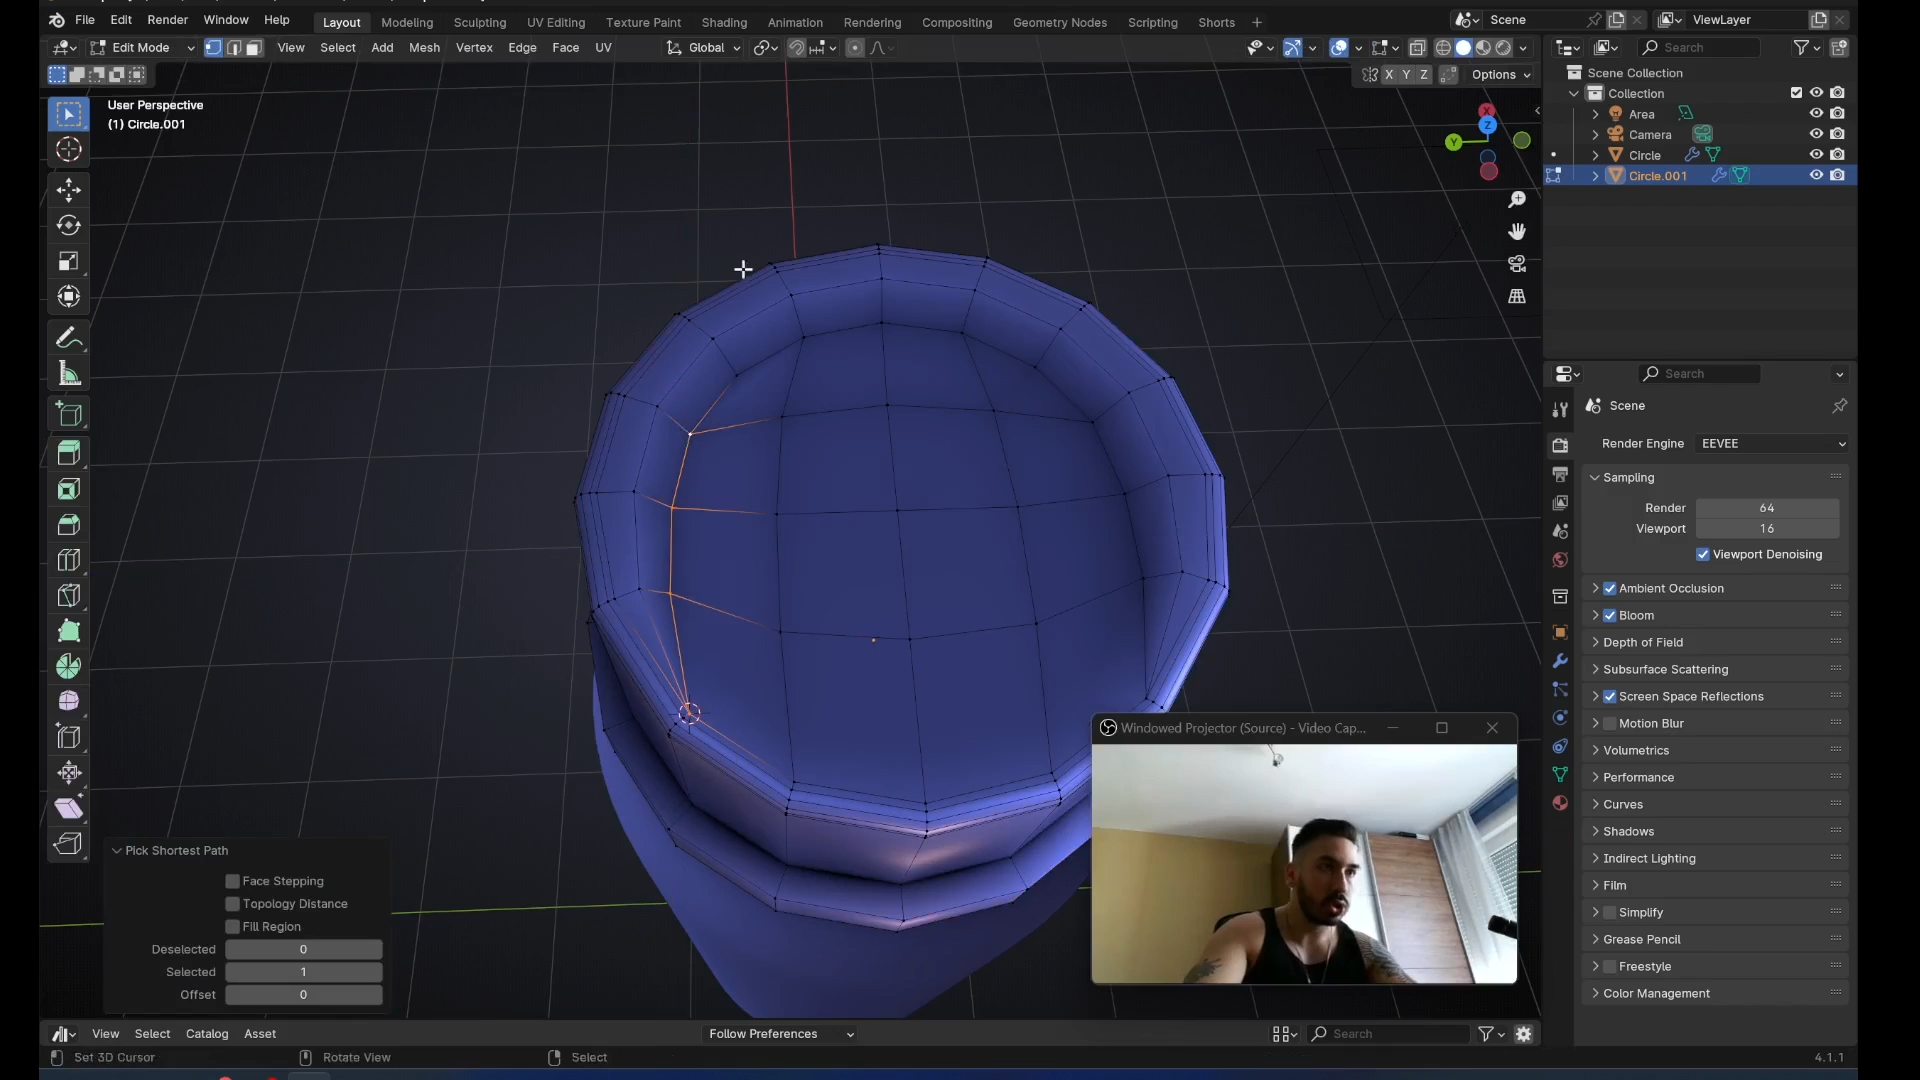 File Edit Render Window Help Layout Modeling Sculpting UV Editing Texture Paint Shading Animation Rendering Compositing Geometry Nodes Scripting Shorts + Scene ViewLayer
Edit Mode View Select Add Mesh Vertex Edge Face UV Global Search
X Y Z Options
User Perspective
(1) Circle.001
Scene Collection
Collection
Area
Camera
Circle
Circle.001
X
Z
Y
Search
Scene
Render Engine EEVEE
Sampling
Render 64
Viewport 16
Viewport Denoising
Ambient Occlusion
Bloom
Depth of Field
Subsurface Scattering
Screen Space Reflections
Motion Blur
Volumetrics
Performance
Curves
Shadows
Indirect Lighting
Film
Simplify
Grease Pencil
Freestyle
Color Management
Windowed Projector (Source) - Video Cap...
Pick Shortest Path
Face Stepping
Topology Distance
Fill Region
Deselected 0
Selected 1
Offset 0
View Select Catalog Asset Follow Preferences Search
Set 3D Cursor Rotate View Select 4.1.1